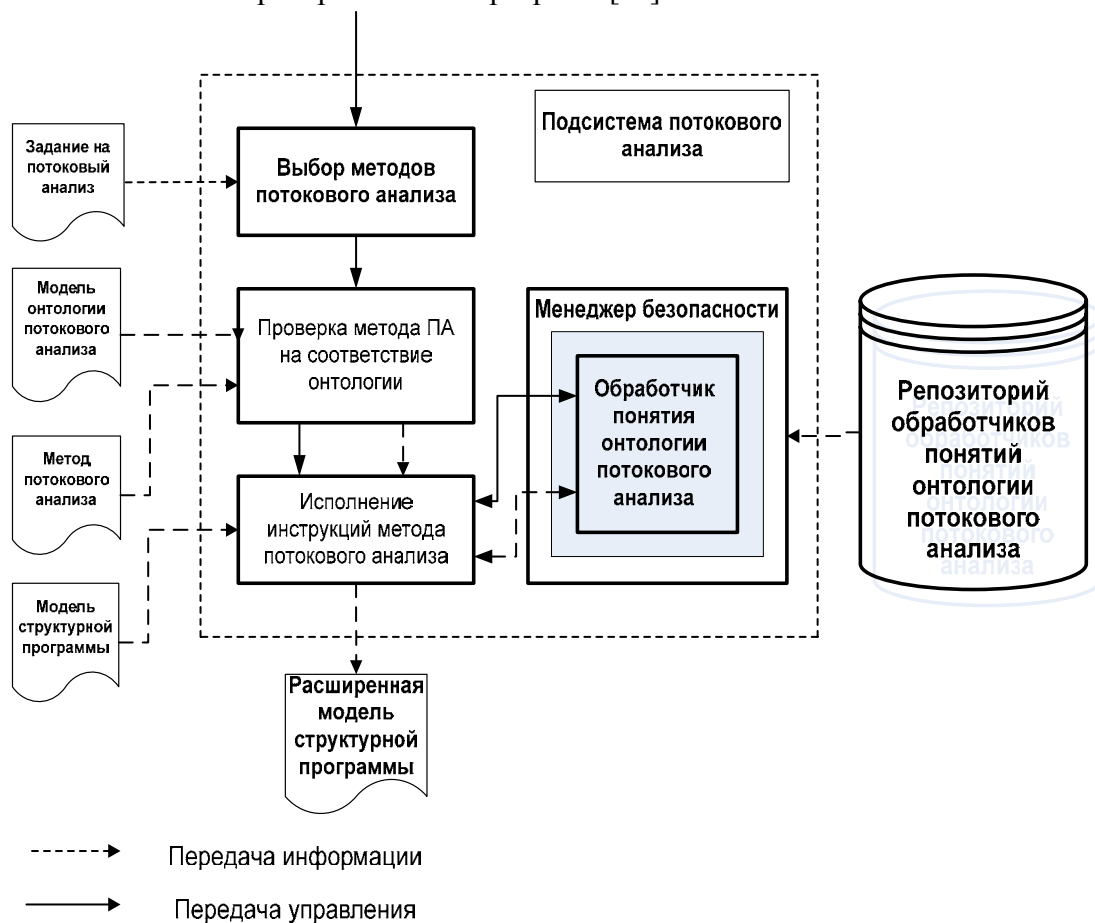 Задание на
потоковый
анализ
Выбор методов
потокового анализа
Подсистема потокового
анализа
Модель
онтологии
потокового
анализа
Проверка метода ПА
на соответствие
онтологии
Менеджер безопасности
Обработчик
понятия
онтологии
потокового
анализа
Репозиторий
обработчиков
понятий
онтологии
потокового
анализа
Метод
потокового
анализа
Исполнение
инструкций метода
потокового анализа
Модель
структурной
программы
Расширенная
модель
структурной
программы
Передача информации
Передача управления